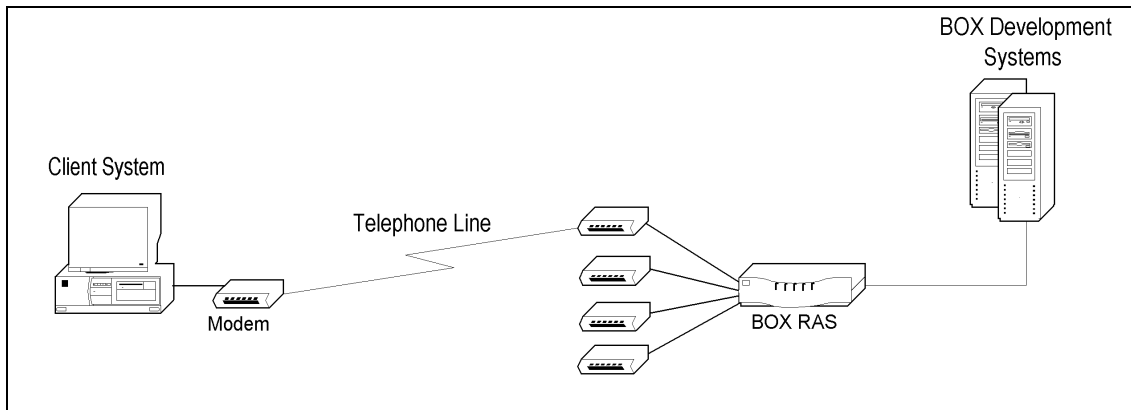 BOX Development
Systems
Client System
Telephone Line
Modem
BOX RAS